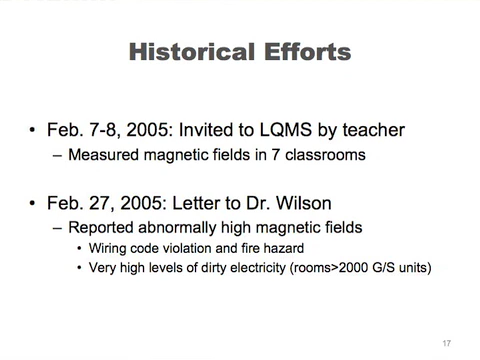 Historical Efforts
• Feb. 7-8, 2005: Invited to LQMS by teacher
– Measured magnetic fields in 7 classrooms
• Feb. 27, 2005: Letter to Dr. Wilson
– Reported abnormally high magnetic fields
• Wiring code violation and fire hazard
• Very high levels of dirty electricity (rooms>2000 G/S units)
17